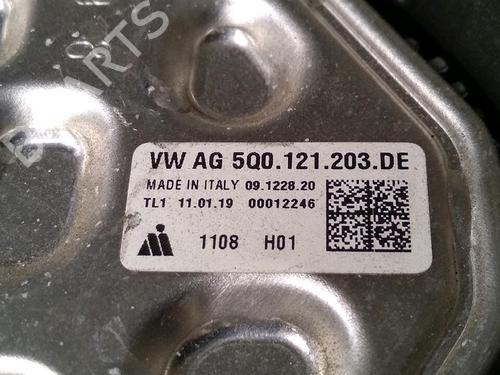 PARTS
VW AG 5Q0.121.203.DE
MADE IN ITALY 09.1228.20
TL1 11.01.19 00012246
1108 H01